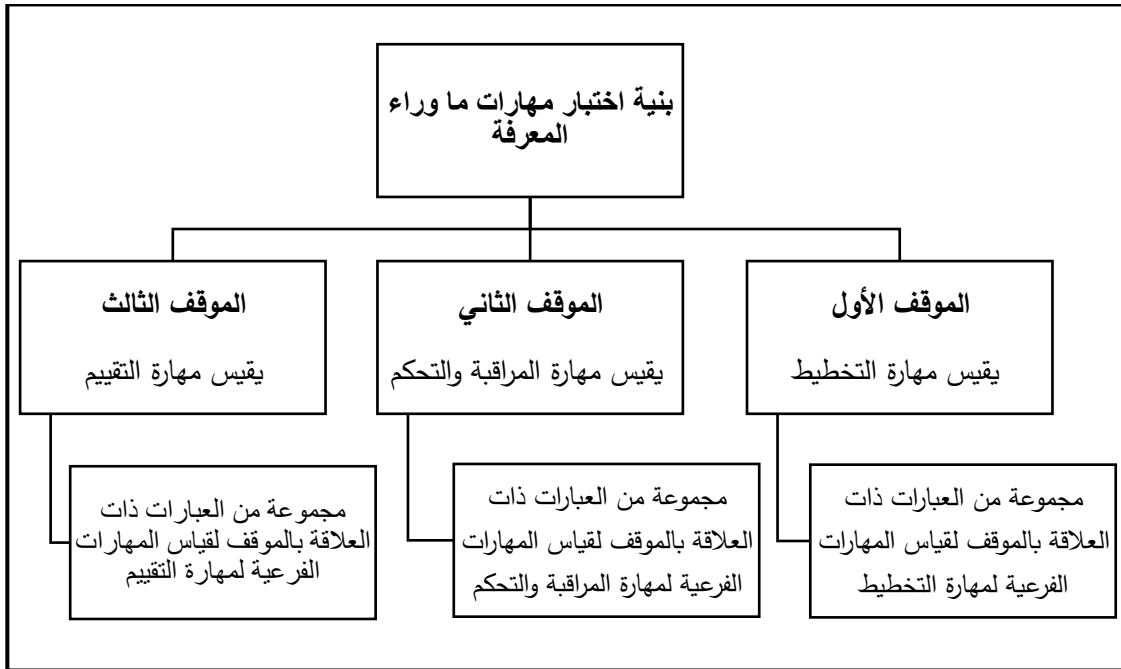 بنية اختبار مهارات ما وراء
المعرفة
الموقف الأول
يقيس مهارة التخطيط
الموقف الثاني
يقيس مهارة المراقبة والتحكم
الموقف الثالث
يقيس مهارة التقييم
مجموعة من العبارات ذات
العلاقة بالموقف لقياس المهارات
الفرعية لمهارة التخطيط
مجموعة من العبارات ذات
العلاقة بالموقف لقياس المهارات
الفرعية لمهارة المراقبة والتحكم
مجموعة من العبارات ذات
العلاقة بالموقف لقياس المهارات
الفرعية لمهارة التقييم